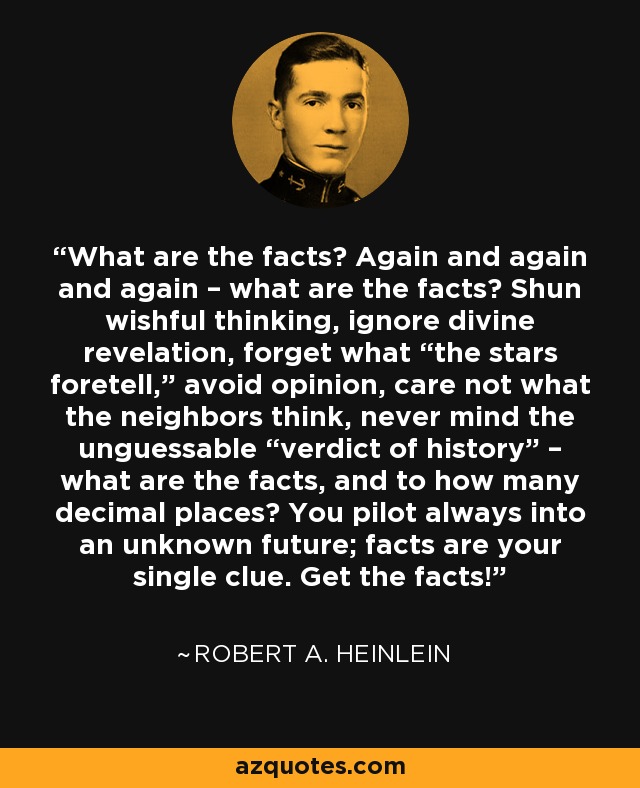 “What are the facts? Again and again
and again – what are the facts? Shun
wishful thinking, ignore divine
revelation, forget what “the stars
foretell,” avoid opinion, care not what
the neighbors think, never mind the
unguessable “verdict of history” –
what are the facts, and to how many
decimal places? You pilot always into
an unknown future; facts are your
single clue. Get the facts!”
~ROBERT A. HEINLEIN
azquotes.com